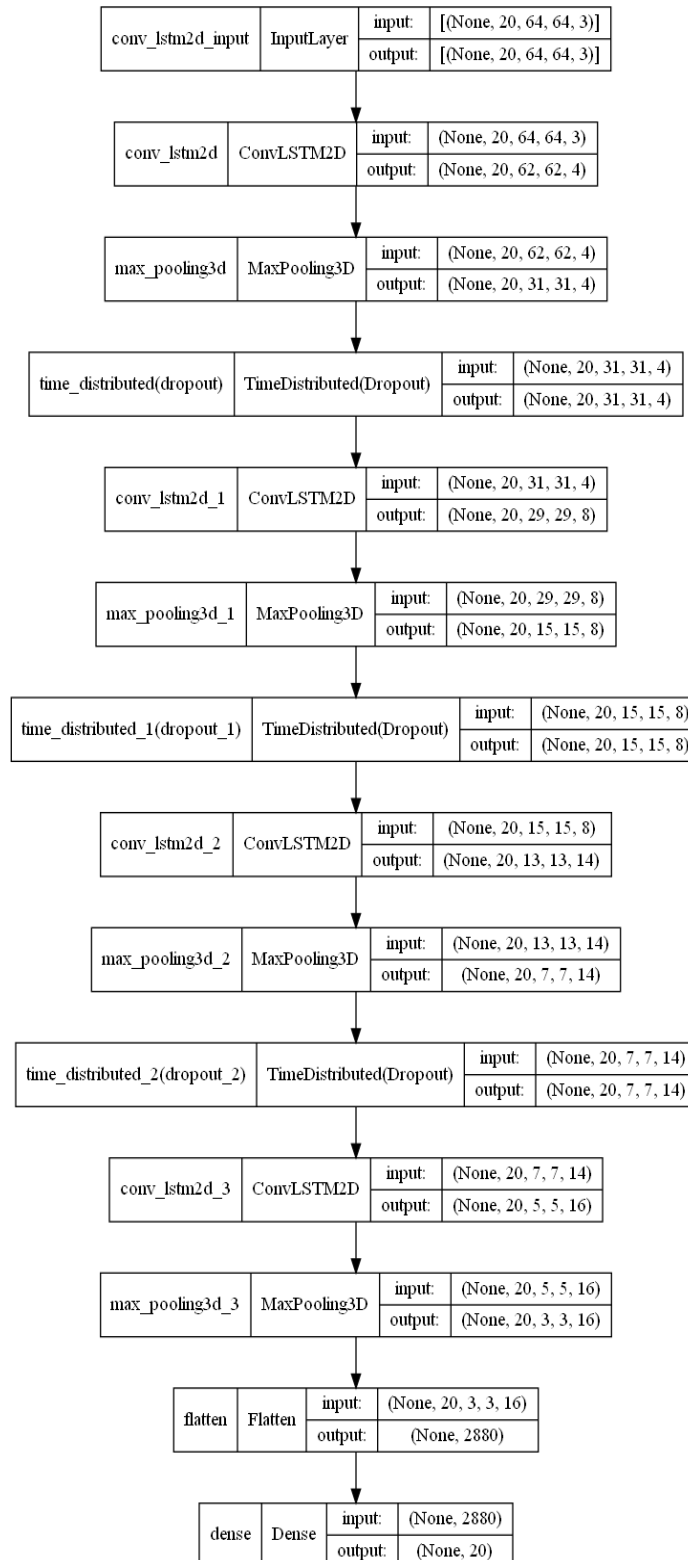 conv_lstm2d_input InputLayer input: [(None, 20, 64, 64, 3)]
output: [(None, 20, 64, 64, 3)]
conv_lstm2d ConvLSTM2D input: (None, 20, 64, 64, 3)
output: (None, 20, 62, 62, 4)
max_pooling3d MaxPooling3D input: (None, 20, 62, 62, 4)
output: (None, 20, 31, 31, 4)
time_distributed(dropout) TimeDistributed(Dropout) input: (None, 20, 31, 31, 4)
output: (None, 20, 31, 31, 4)
conv_lstm2d_1 ConvLSTM2D input: (None, 20, 31, 31, 4)
output: (None, 20, 29, 29, 8)
max_pooling3d_1 MaxPooling3D input: (None, 20, 29, 29, 8)
output: (None, 20, 15, 15, 8)
time_distributed_1(dropout_1) TimeDistributed(Dropout) input: (None, 20, 15, 15, 8)
output: (None, 20, 15, 15, 8)
conv_lstm2d_2 ConvLSTM2D input: (None, 20, 15, 15, 8)
output: (None, 20, 13, 13, 14)
max_pooling3d_2 MaxPooling3D input: (None, 20, 13, 13, 14)
output: (None, 20, 7, 7, 14)
time_distributed_2(dropout_2) TimeDistributed(Dropout) input: (None, 20, 7, 7, 14)
output: (None, 20, 7, 7, 14)
conv_lstm2d_3 ConvLSTM2D input: (None, 20, 7, 7, 14)
output: (None, 20, 5, 5, 16)
max_pooling3d_3 MaxPooling3D input: (None, 20, 5, 5, 16)
output: (None, 20, 3, 3, 16)
flatten Flatten input: (None, 20, 3, 3, 16)
output: (None, 2880)
dense Dense input: (None, 2880)
output: (None, 20)